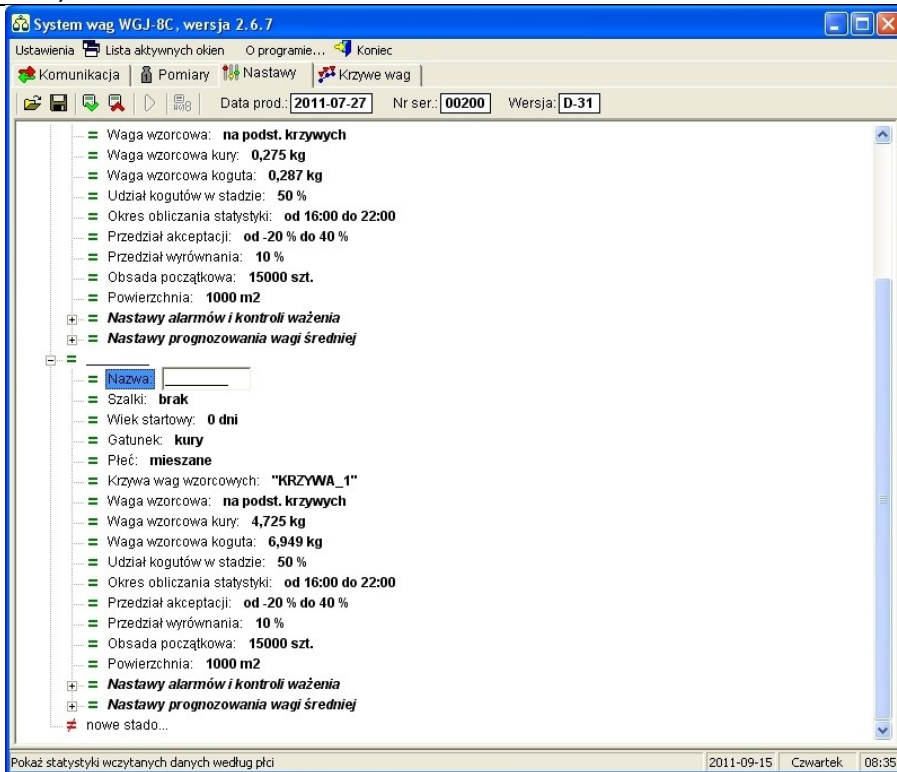 System wag WGJ-8C, wersja 2.6.7
Ustawienia Lista aktywnych okien O programie... Koniec
Komunikacja Pomiary Nastawy Krzywe wag
Data prod.: 2011-07-27 Nr ser.: 00200 Wersja: D-31
= Waga wzorcowa: na podst. krzywych
= Waga wzorcowa kury: 0,275 kg
= Waga wzorcowa koguta: 0,287 kg
= Udział kogutów w stadzie: 50 %
= Okres obliczania statystyki: od 16:00 do 22:00
= Przedział akceptacji: od -20 % do 40 %
= Przedział wyrównania: 10 %
= Obsada początkowa: 15000 szt.
= Powierzchnia: 1000 m2
= Nastawy alarmów i kontroli ważenia
= Nastawy prognozowania wagi średniej
= ________
= Nazwa: ________
= Szalki: brak
= Wiek startowy: 0 dni
= Gatunek: kury
= Płeć: mieszane
= Krzywa wag wzorcowych: "KRZYWA_1"
= Waga wzorcowa: na podst. krzywych
= Waga wzorcowa kury: 4,725 kg
= Waga wzorcowa koguta: 6,949 kg
= Udział kogutów w stadzie: 50 %
= Okres obliczania statystyki: od 16:00 do 22:00
= Przedział akceptacji: od -20 % do 40 %
= Przedział wyrównania: 10 %
= Obsada początkowa: 15000 szt.
= Powierzchnia: 1000 m2
= Nastawy alarmów i kontroli ważenia
= Nastawy prognozowania wagi średniej
≠ nowe stado...
Pokaż statystyki wczytanych danych według płci 2011-09-15 Czwartek 08:35